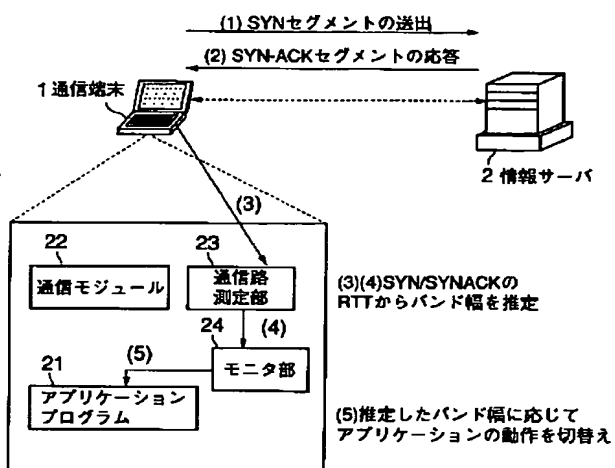 (1) SYNセグメントの送出
(2) SYN-ACKセグメントの応答
1 通信端末
2 情報サーバ
(3)
22
通信モジュール
23
通信路
測定部
(3)(4)SYN/SYNACKの
RTTからバンド幅を推定
(4)
24
モニタ部
(5)
21
アプリケーション
プログラム
(5)推定したバンド幅に応じて
アプリケーションの動作を切替え